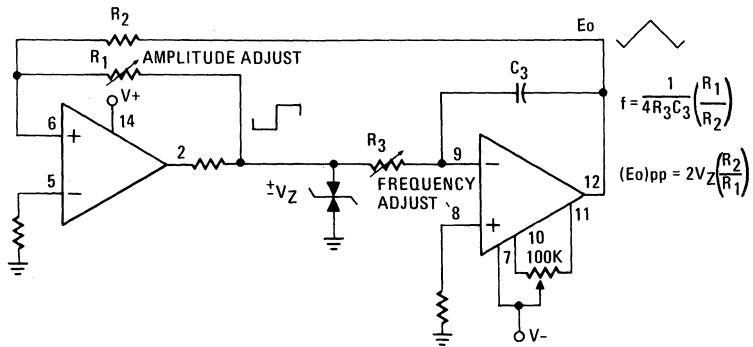 R2
Eo
R1 AMPLITUDE ADJUST
V+
14
6
+
2
5
−
±VZ
R3
FREQUENCY
ADJUST
C3
9
−
8
+
12
11
10
7
100K
V−
f = 1/4R3C3 (R1/R2)
(Eo)pp = 2VZ(R2/R1)